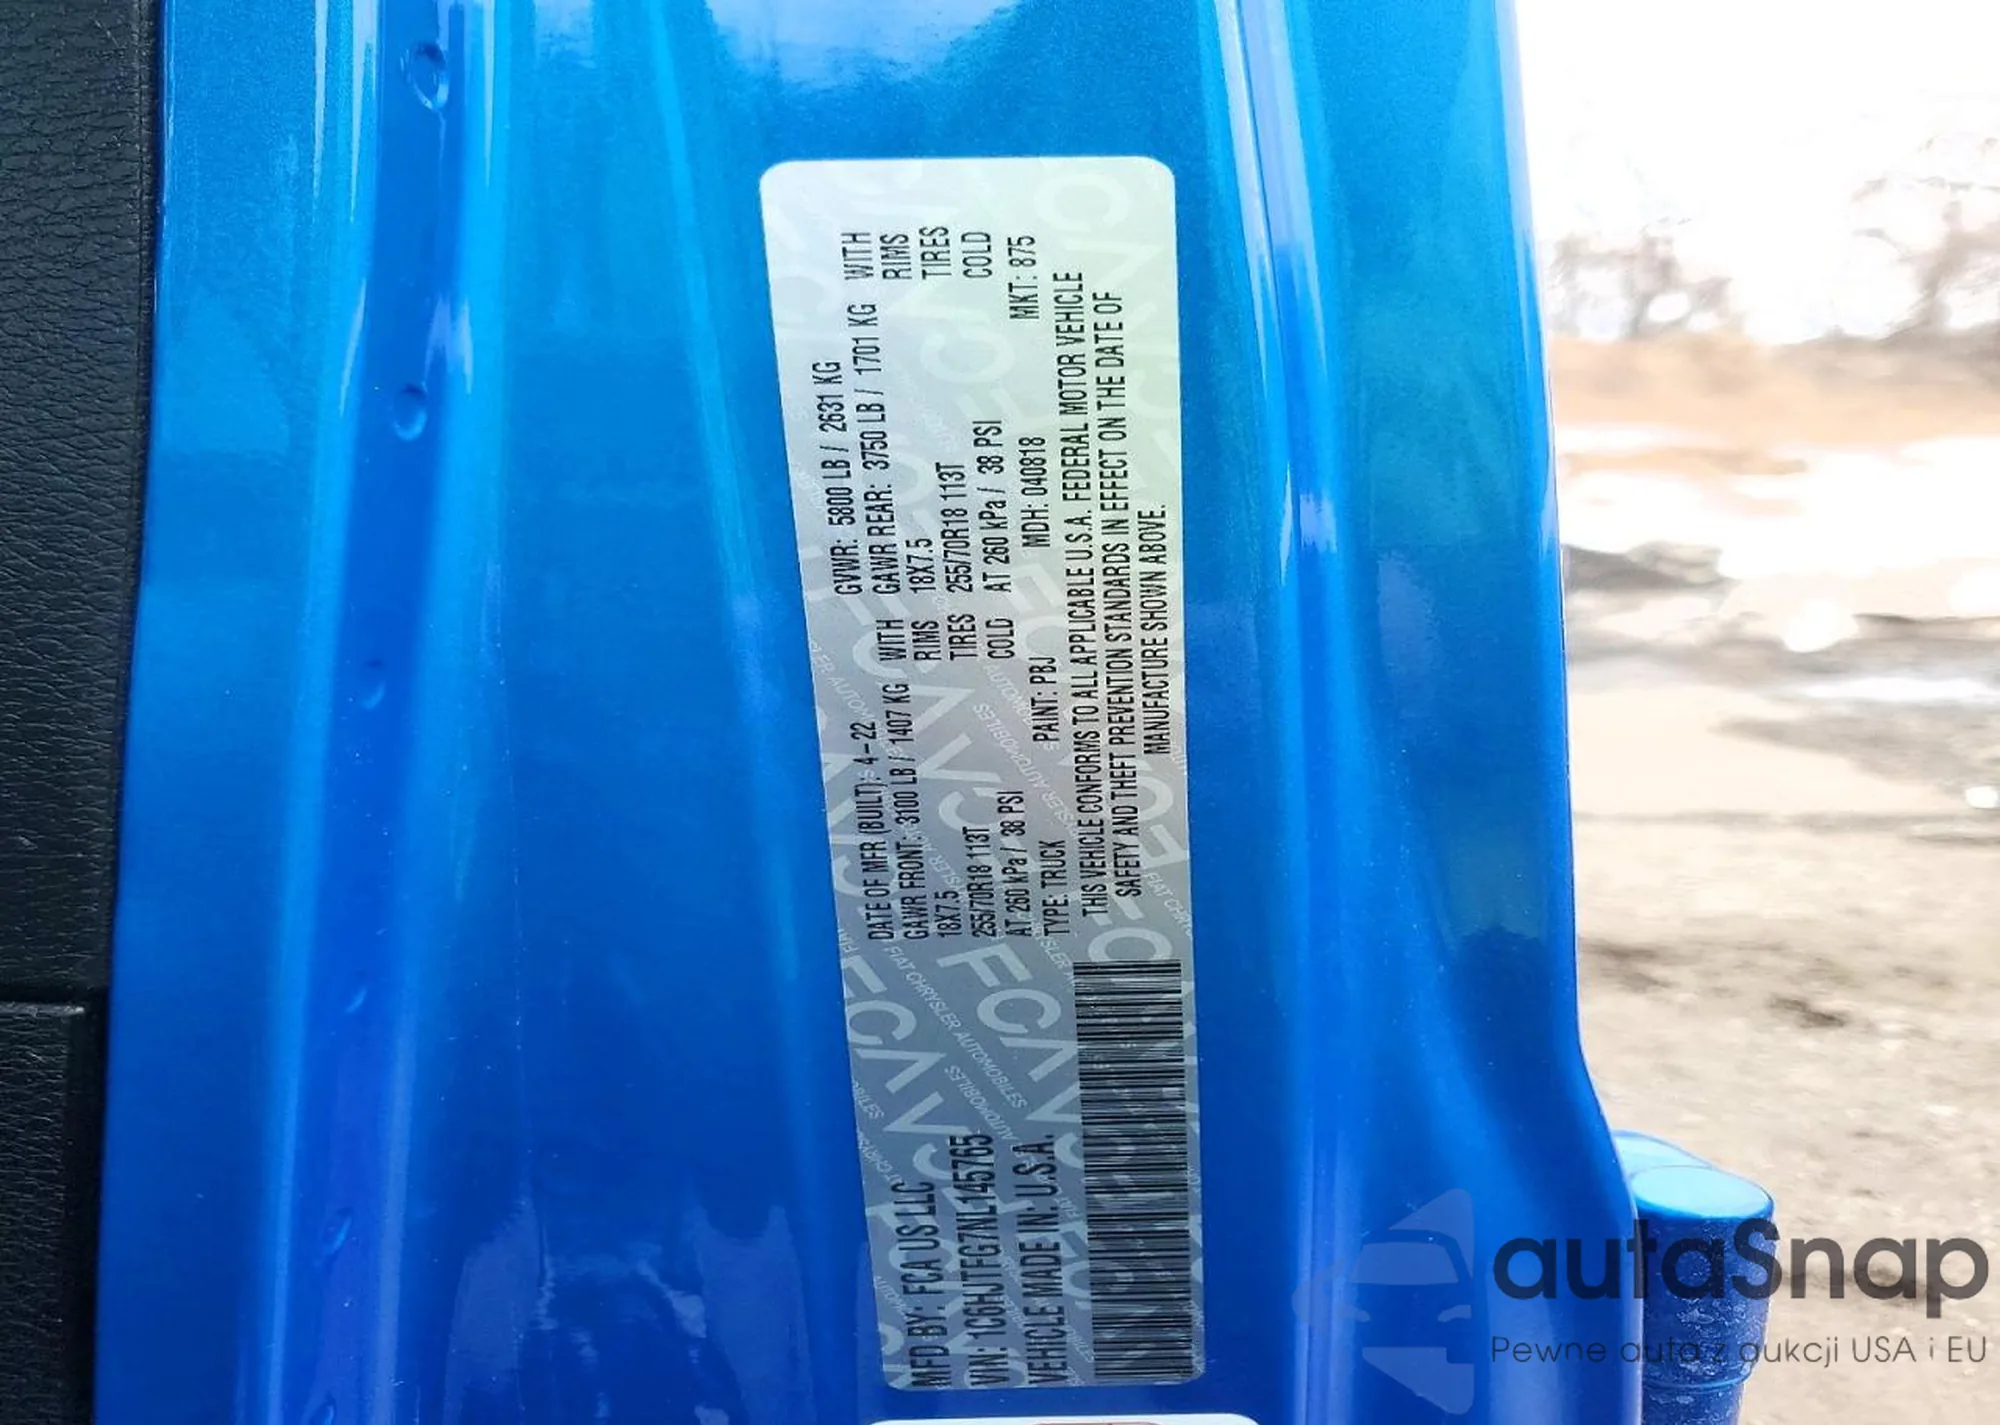 MFD BY: FCA US LLC
DATE OF MFR (BUILT): 4-22
GVWR: 5800 LB / 2631 KG
GAWR FRONT: 3100 LB / 1407 KG WITH
GAWR REAR: 3750 LB / 1701 KG WITH
18X7.5 RIMS
18X7.5 RIMS
255/70R18 113T TIRES
255/70R18 113T TIRES
AT 260 kPa / 38 PSI COLD
AT 260 kPa / 38 PSI COLD
VIN: 1C6HJTFG7NL145765
TYPE: TRUCK PAINT: PBJ MDH: 040818 MKT: 875
VEHICLE MADE IN: U.S.A.
THIS VEHICLE CONFORMS TO ALL APPLICABLE U.S.A. FEDERAL MOTOR VEHICLE
SAFETY AND THEFT PREVENTION STANDARDS IN EFFECT ON THE DATE OF
MANUFACTURE SHOWN ABOVE.
autaSnap
Pewne auta z aukcji USA i EU